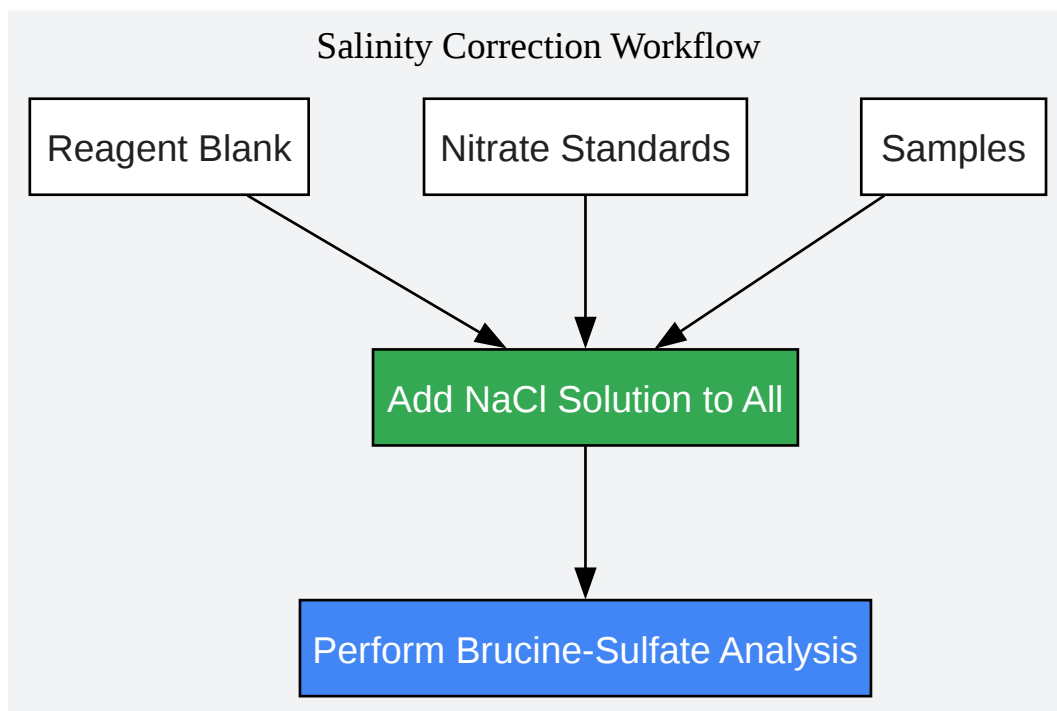 Salinity Correction Workflow
Reagent Blank
Nitrate Standards
Samples
Add NaCl Solution to All
Perform Brucine-Sulfate Analysis